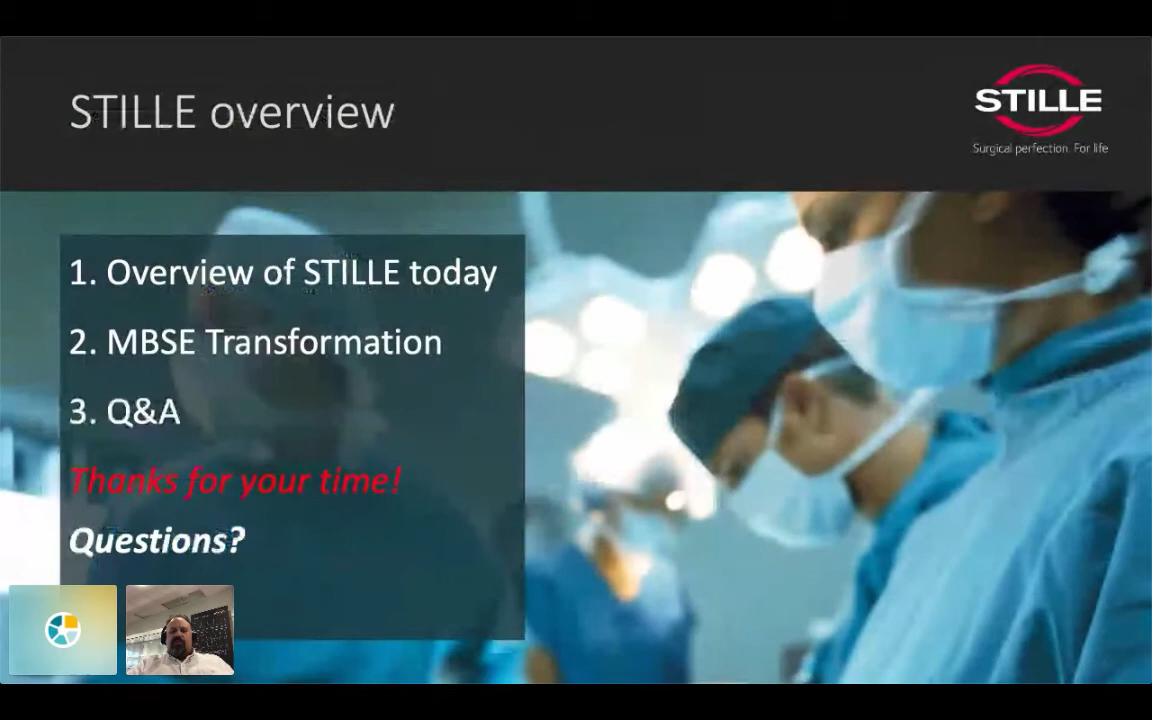 STILLE overview
STILLE
Surgical perfection. For life
1. Overview of STILLE today
2. MBSE Transformation
3. Q&A
Thanks for your time!
Questions?